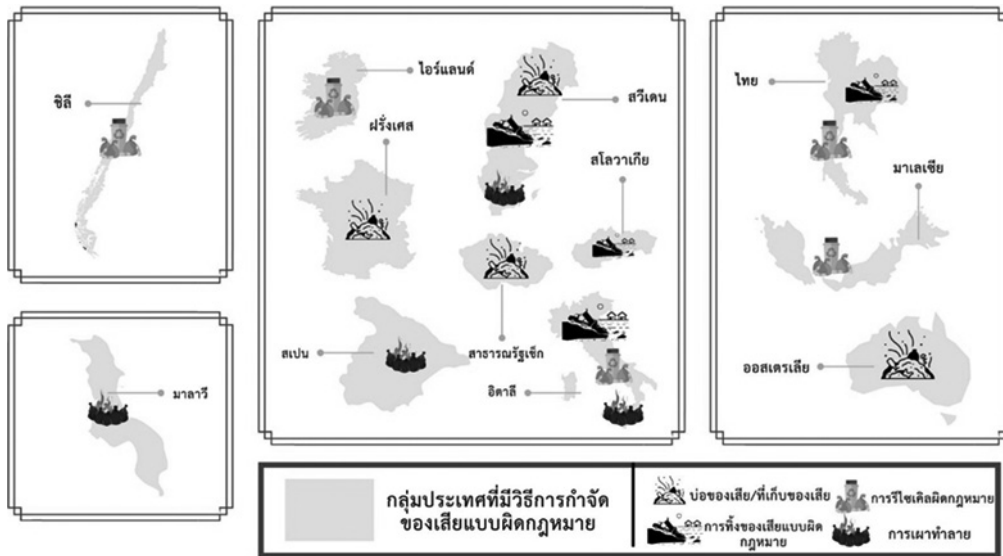 ชิลี
มาลาวี
ไอร์แลนด์
สวีเดน
ฝรั่งเศส
สโลวาเกีย
สเปน
สาธารณรัฐเช็ก
อิตาลี
ไทย
มาเลเซีย
ออสเตรเลีย
กลุ่มประเทศที่มีวิธีการกำจัด
ของเสียแบบผิดกฎหมาย
บ่อของเสีย/ที่เก็บของเสีย
การรีไซเคิลผิดกฎหมาย
การทิ้งของเสียแบบผิด
กฎหมาย
การเผาทำลาย